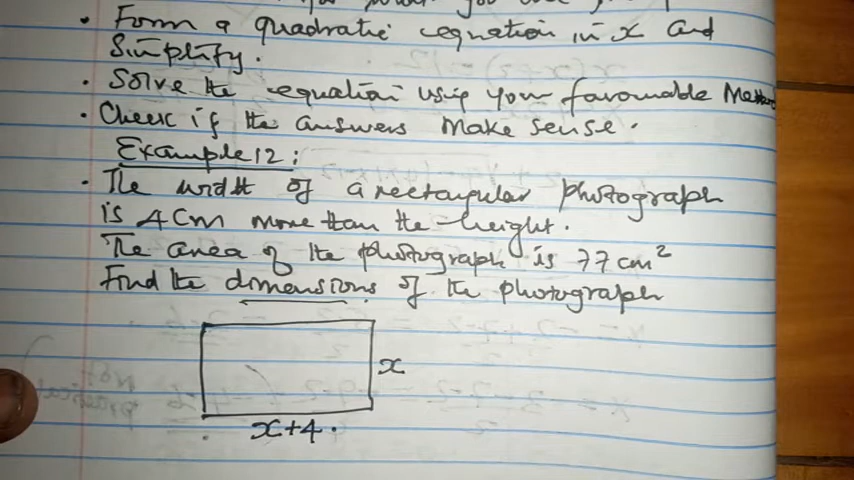 • Form a quadratic equation in x and
Simplify.
• Solve the equation using your favourable Method
• Check if the answers make sense.
Example 12:
• The width of a rectangular photograph
is 4cm more than the height.
The area of the photograph is 77cm²
Find the dimensions of the photograph
x
x+4.